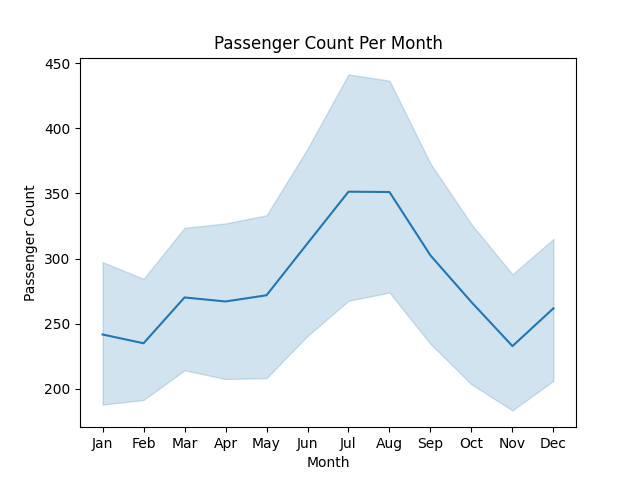 Passenger Count Per Month
Passenger Count
450
400
350
300
250
200
Jan Feb Mar Apr May Jun Jul Aug Sep Oct Nov Dec
Month